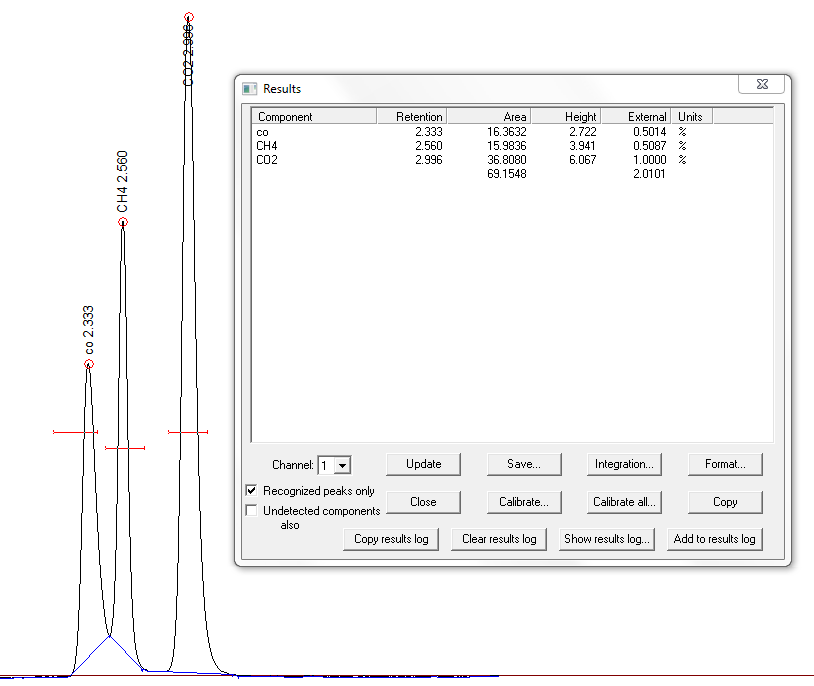 CO2 2.996
CH4 2.560
co 2.333
Results
Component Retention Area Height External Units
co 2.333 16.3632 2.722 0.5014 %
CH4 2.560 15.9836 3.941 0.5087 %
CO2 2.996 36.8080 6.067 1.0000 %
69.1548 2.0101
Channel: 1 Update Save... Integration... Format...
Recognized peaks only
Close Calibrate... Calibrate all... Copy
Undetected components
also
Copy results log Clear results log Show results log... Add to results log